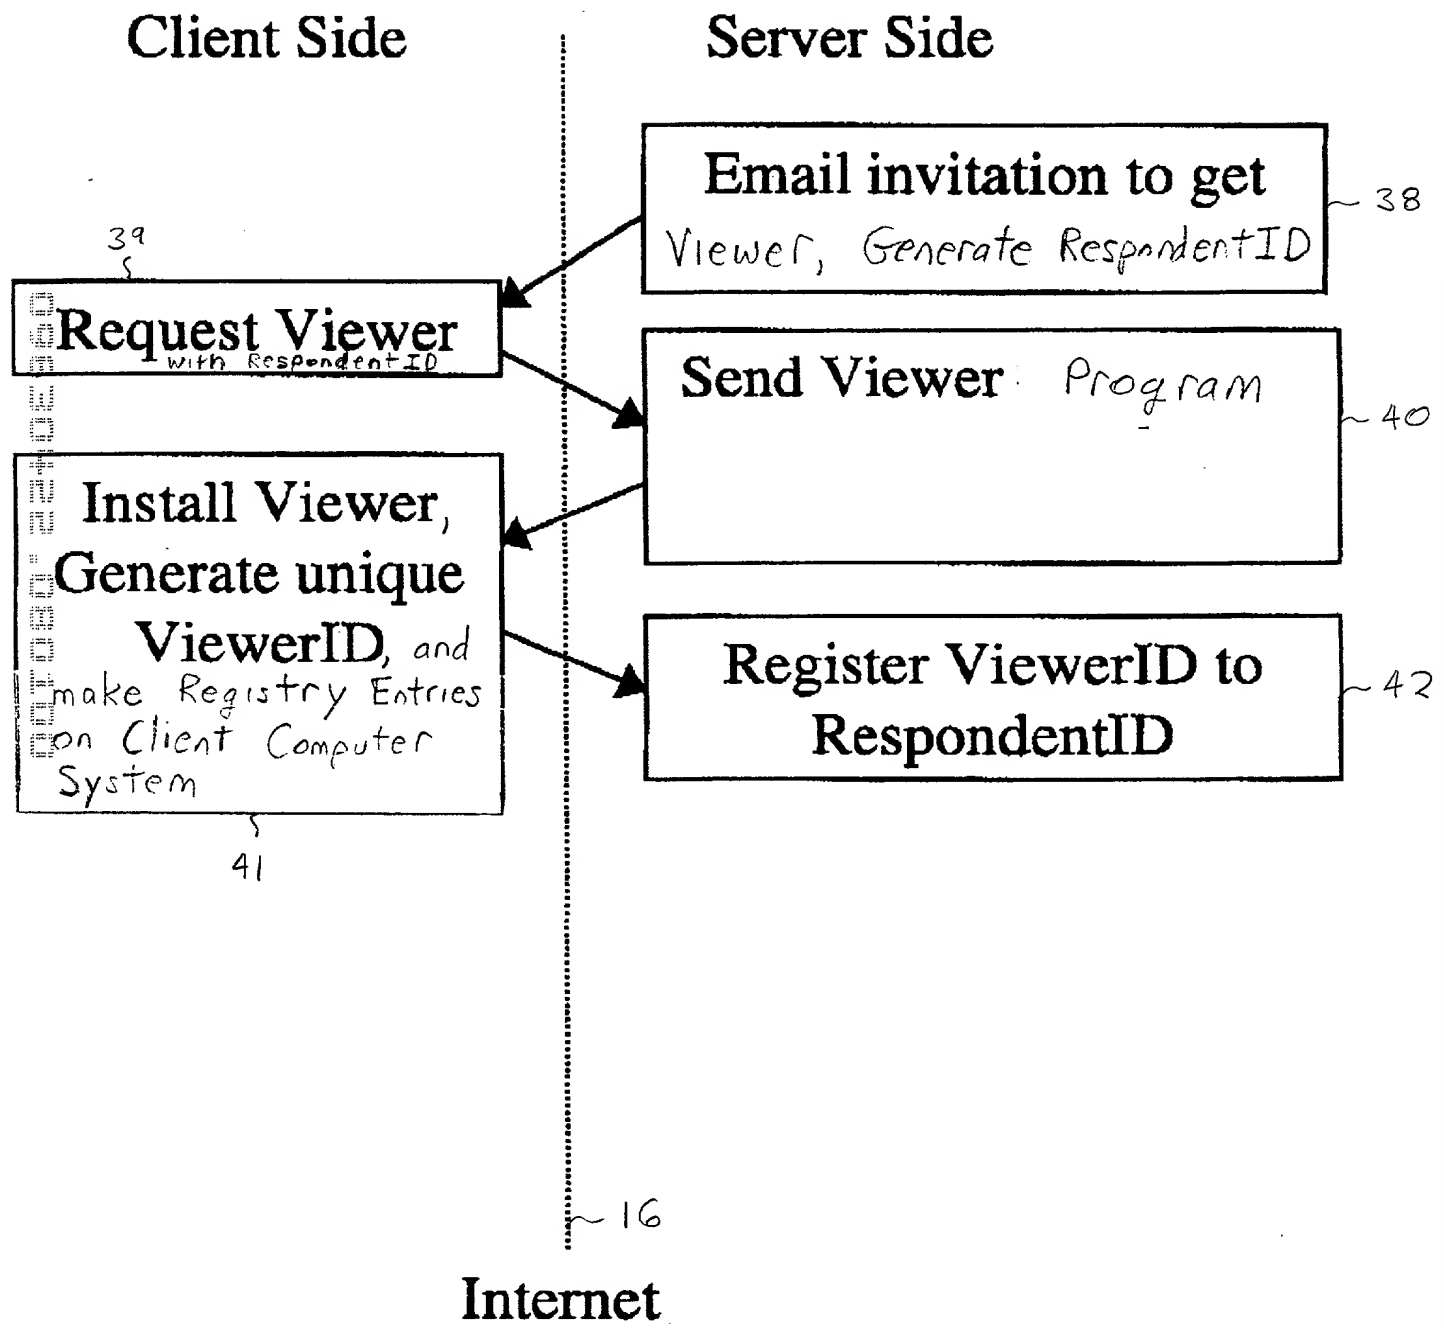 Client Side
Server Side
Email invitation to get
Viewer, Generate RespondentID
38
39
Request Viewer
with RespondentID
Send Viewer Program
40
Install Viewer,
Generate unique
ViewerID, and
make Registry Entries
on Client Computer
System
41
Register ViewerID to
RespondentID
42
16
Internet